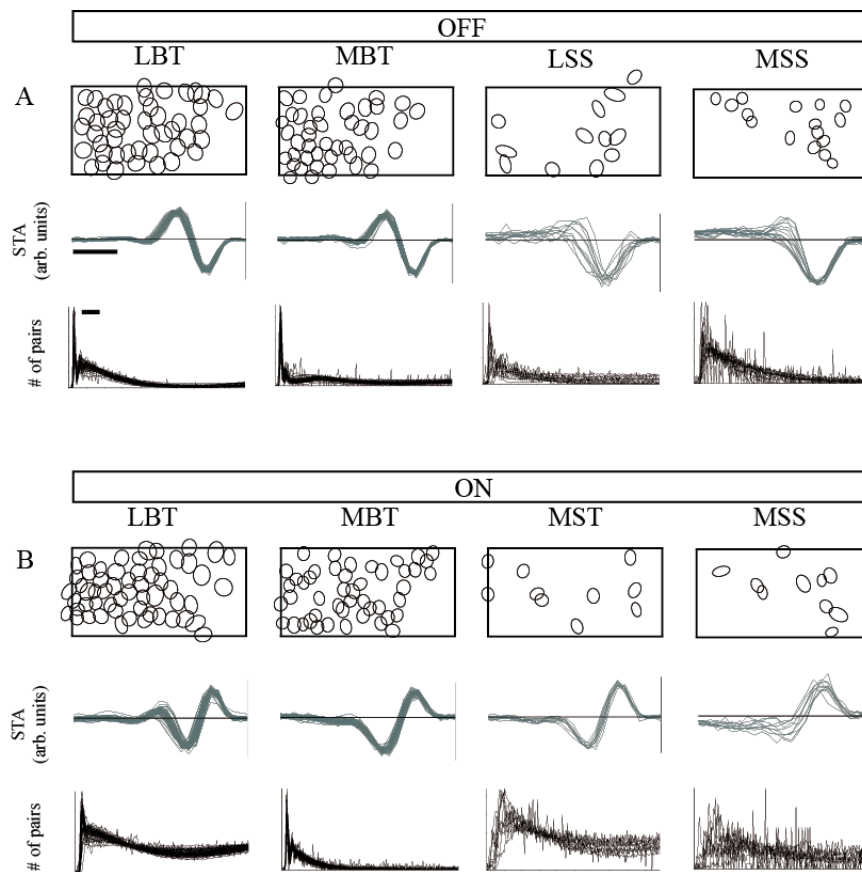 OFF
LBT MBT LSS MSS
A
STA
(arb. units)
# of pairs
ON
LBT MBT MST MSS
B
STA
(arb. units)
# of pairs